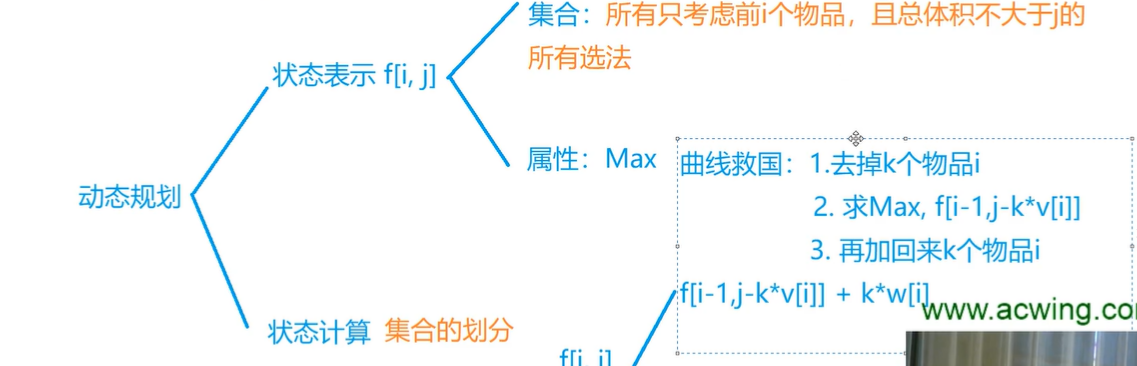 集合：所有只考虑前i个物品，且总体积不大于j的
所有选法
状态表示 f[i, j]
属性：Max
曲线救国：1.去掉k个物品i
2. 求Max, f[i-1,j-k*v[i]]
3. 再加回来k个物品i
动态规划
f[i-1,j-k*v[i]] + k*w[i]
www.acwing.co
状态计算 集合的划分
f[i, j]